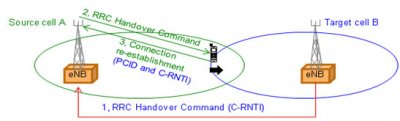 Source cell A
2, RRC Handover Command
Target cell B
3. Connection
re-establishment
(PCID and C-RNTI)
eNB
eNB
1, RRC Handover Command (C-RNTI)